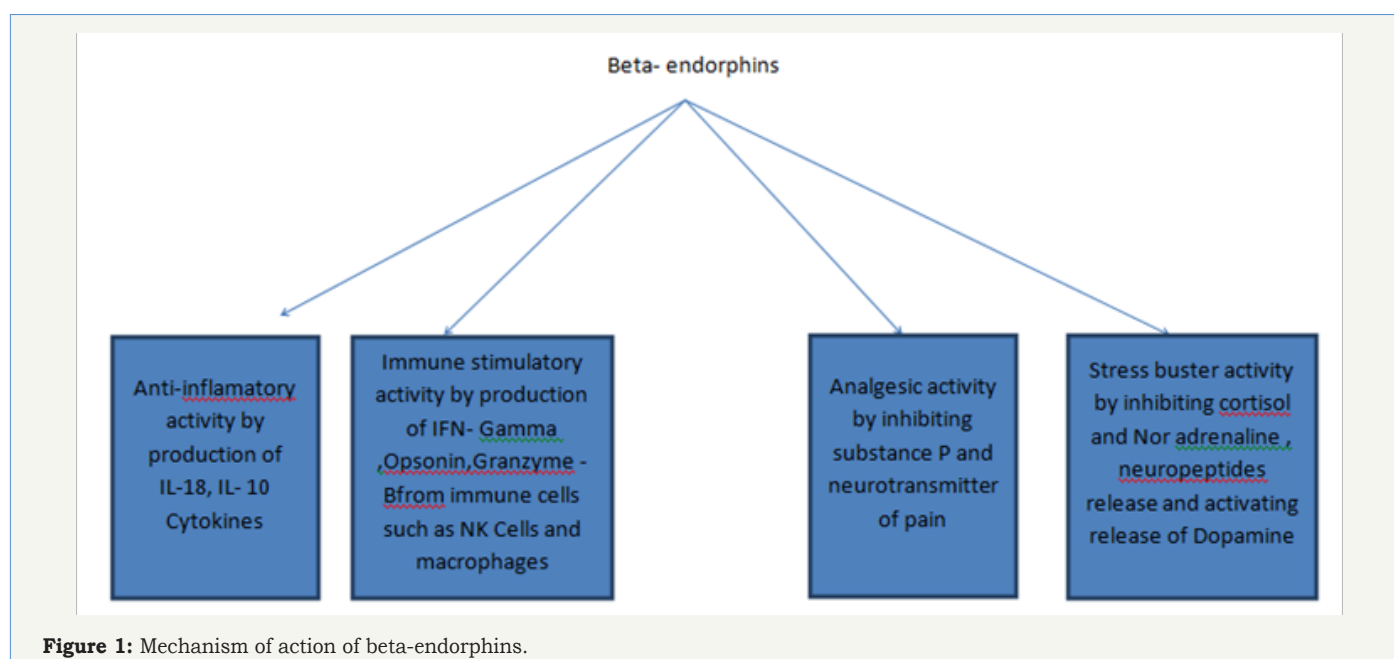 Beta- endorphins
Anti-inflamatory
activity by
production of
IL-18, IL- 10
Cytokines
Immune stimulatory
activity by production
of IFN- Gamma
,Opsonin,Granzyme -
Bfrom immune cells
such as NK Cells and
macrophages
Analgesic activity
by inhibiting
substance P and
neurotransmitter
of pain
Stress buster activity
by inhibiting cortisol
and Nor adrenaline ,
neuropeptides
release and activating
release of Dopamine
Figure 1: Mechanism of action of beta-endorphins.